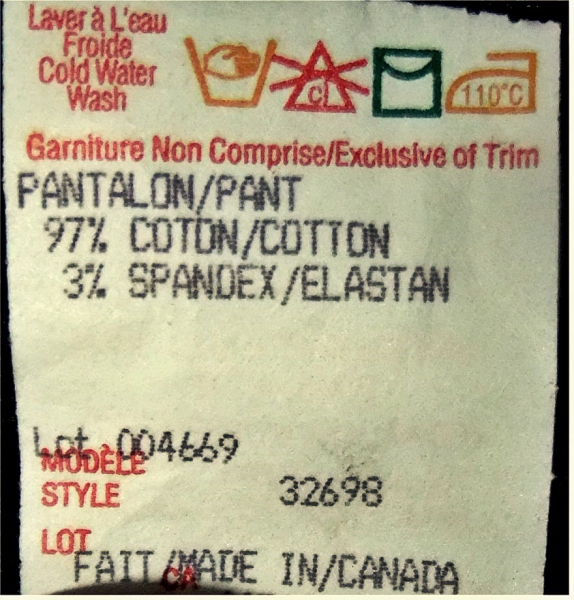 Laver à L'eau
Froide
Cold Water
Wash
cl
110°C
Garniture Non Comprise/Exclusive of Trim
PANTALON/PANT
97% COTON/COTTON
3% SPANDEX/ELASTAN
Lot 004669
MODÈLE
STYLE 32698
LOT
FAIT/MADE IN/CANADA
CA